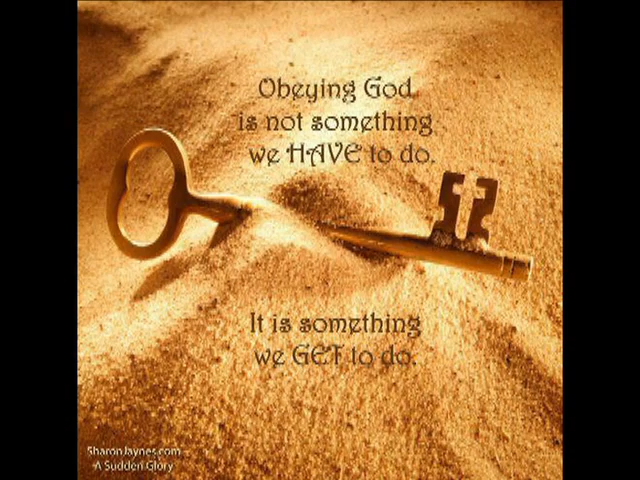 Obeying God
is not something
we HAVE to do.
It is something
we GET to do.
SharonJaynes.com
A Sudden Glory